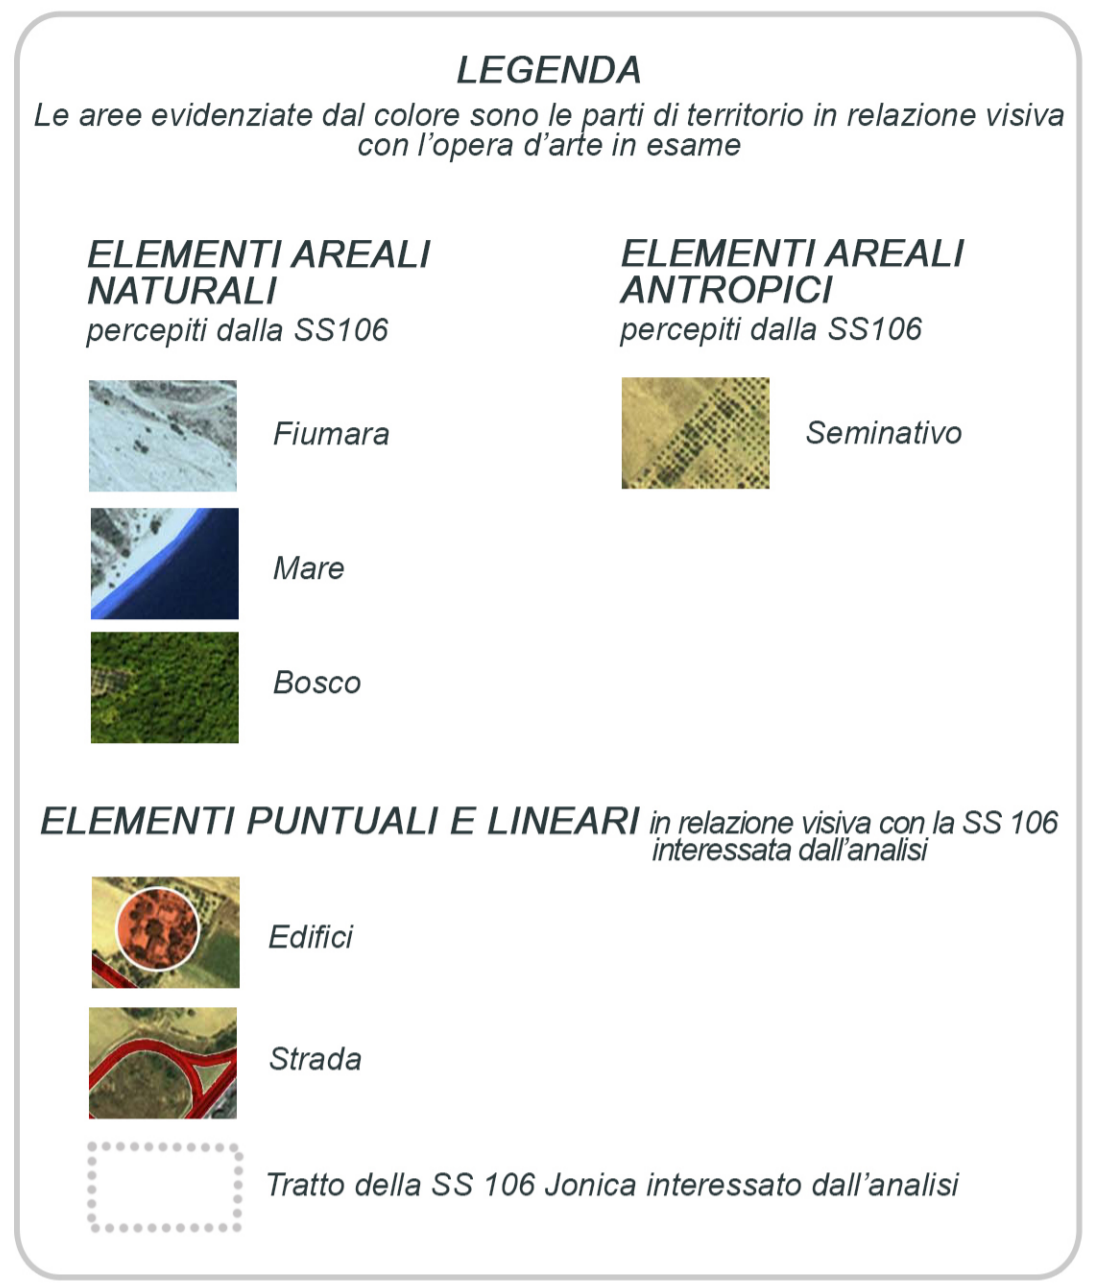 LEGENDA
Le aree evidenziate dal colore sono le parti di territorio in relazione visiva
con l'opera d'arte in esame
ELEMENTI AREALI
NATURALI
percepiti dalla SS106
Fiumara
Mare
Bosco
ELEMENTI AREALI
ANTROPICI
percepiti dalla SS106
Seminativo
ELEMENTI PUNTUALI E LINEARI in relazione visiva con la SS 106
interessata dall'analisi
Edifici
Strada
Tratto della SS 106 Jonica interessato dall'analisi